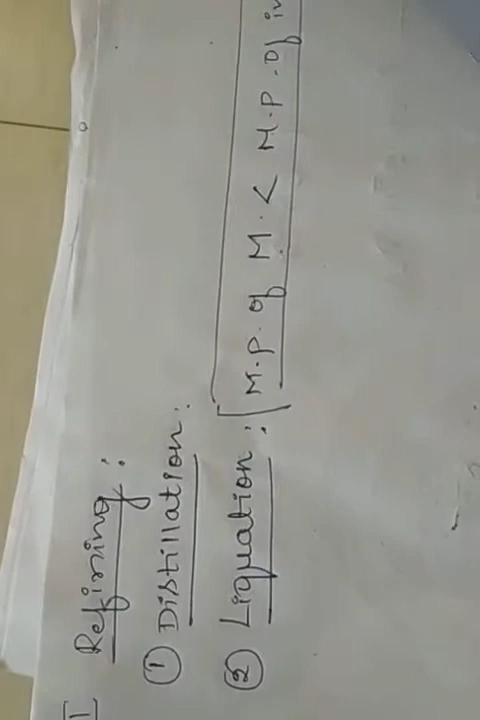 I Refining :
① Distillation :
② Liquation : [M.P. of M. < M.P. of